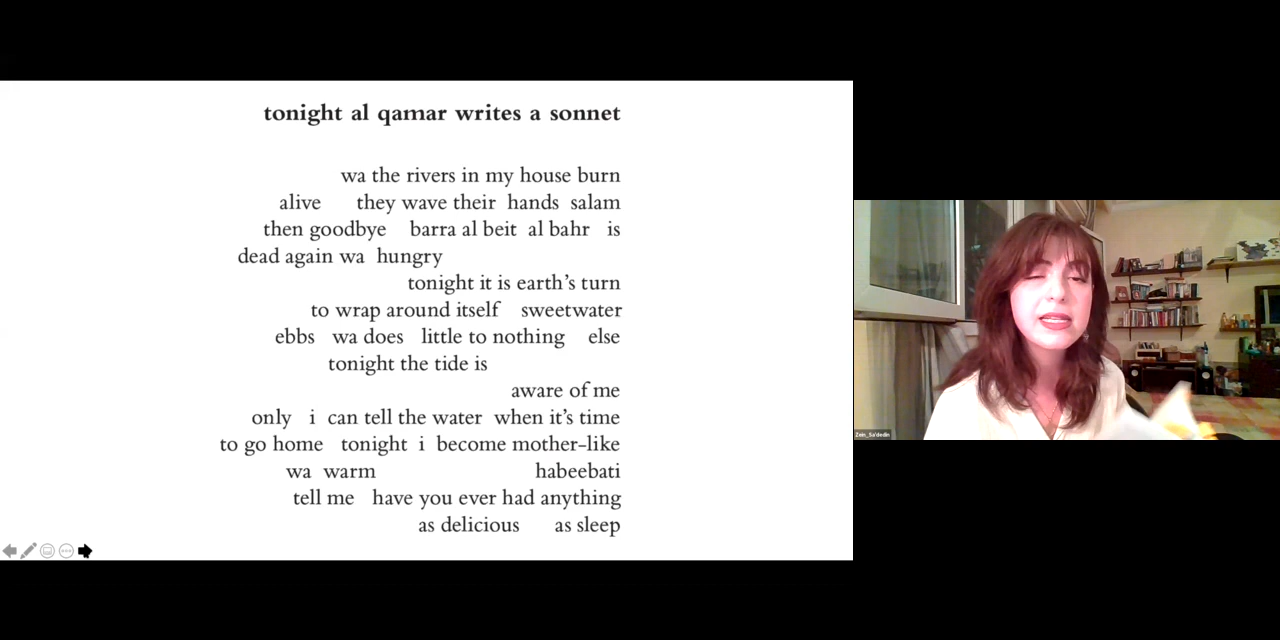 tonight al qamar writes a sonnet
wa the rivers in my house burn
alive they wave their hands salam
then goodbye barra al beit al bahr is
dead again wa hungry
tonight it is earth's turn
to wrap around itself sweetwater
ebbs wa does little to nothing else
tonight the tide is
aware of me
only i can tell the water when it's time
to go home tonight i become mother-like
wa warm habeebati
tell me have you ever had anything
as delicious as sleep
Zein_Sa'dedin